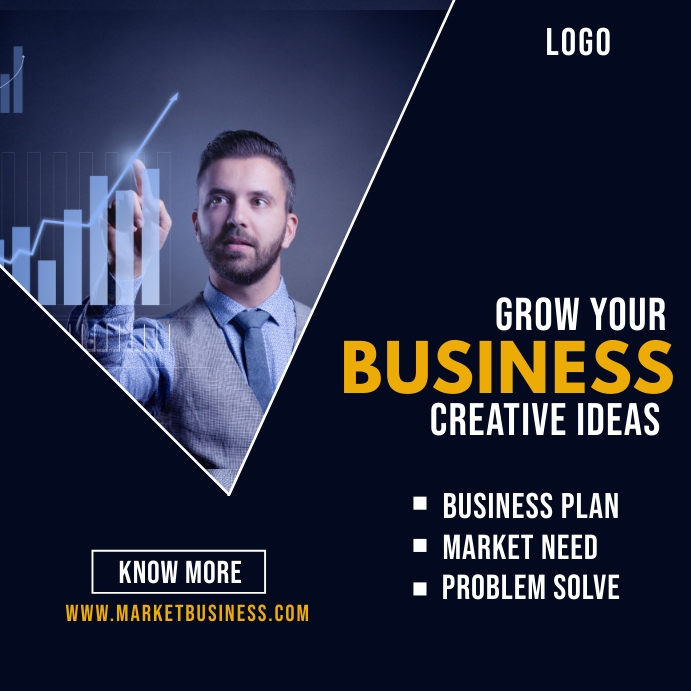 LOGO
GROW YOUR
BUSINESS
CREATIVE IDEAS
BUSINESS PLAN
MARKET NEED
PROBLEM SOLVE
KNOW MORE
WWW.MARKETBUSINESS.COM